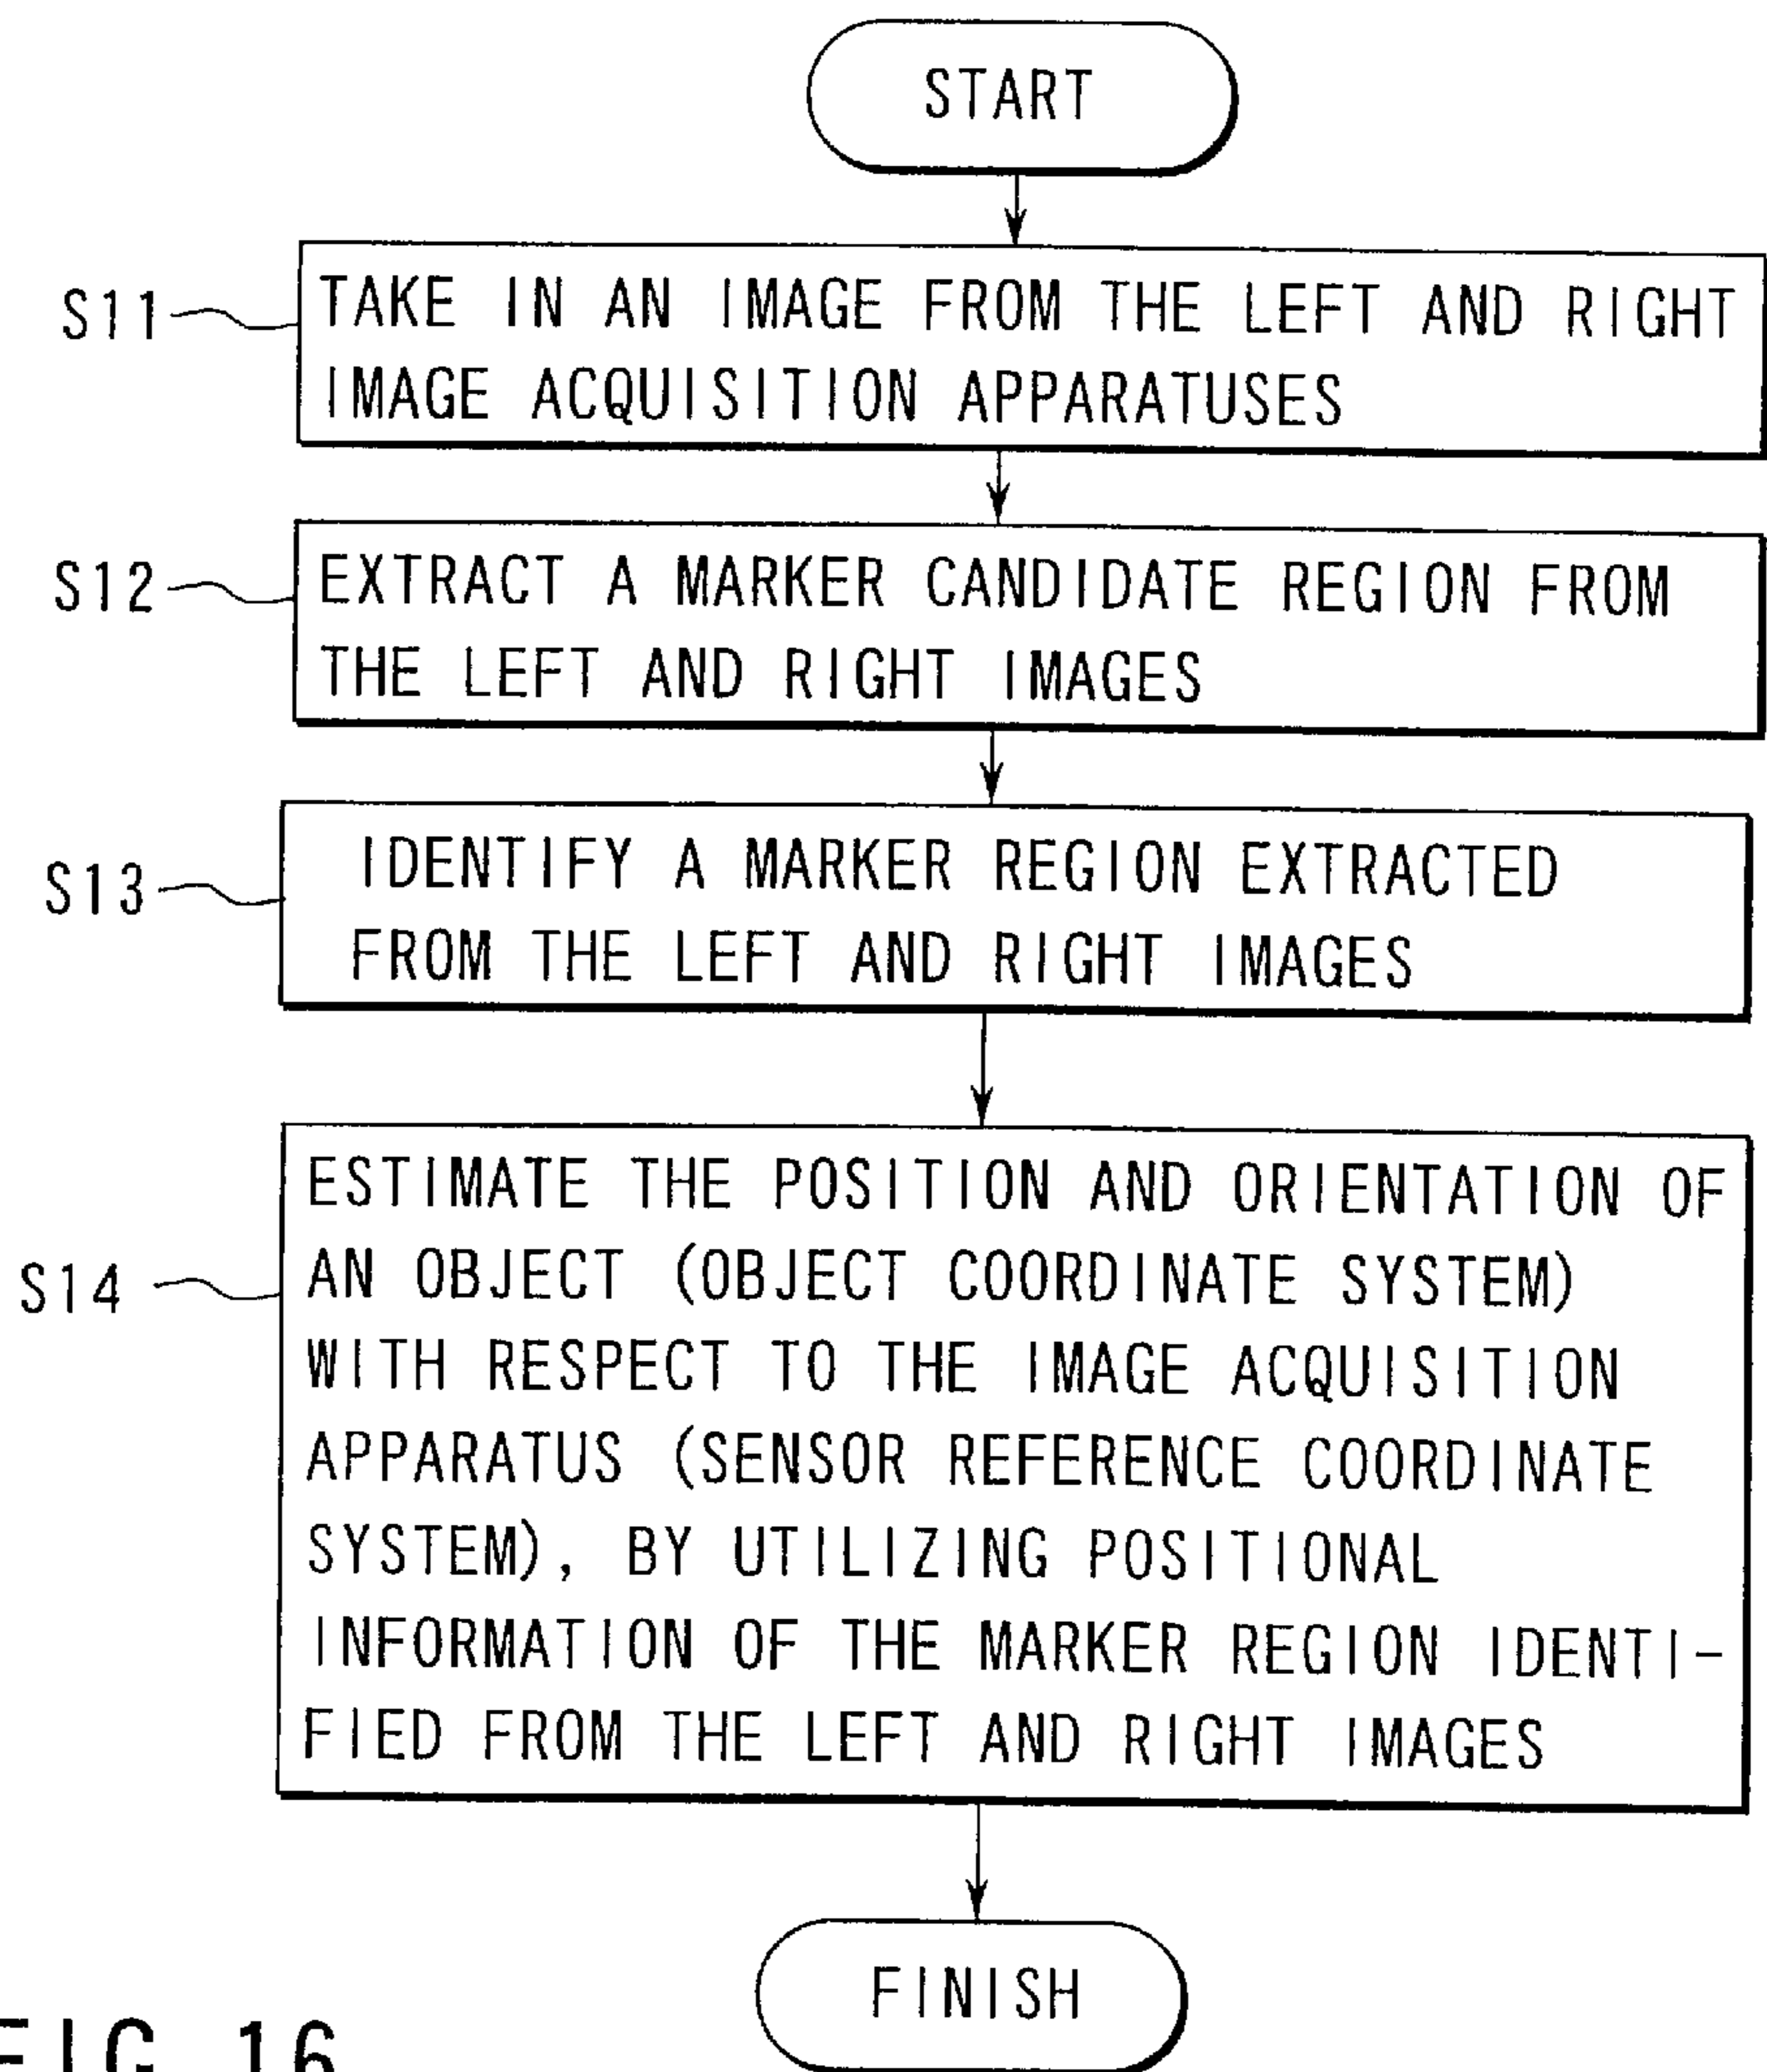 START
S11
TAKE IN AN IMAGE FROM THE LEFT AND RIGHT
IMAGE ACQUISITION APPARATUSES
S12
EXTRACT A MARKER CANDIDATE REGION FROM
THE LEFT AND RIGHT IMAGES
S13
IDENTIFY A MARKER REGION EXTRACTED
FROM THE LEFT AND RIGHT IMAGES
S14
ESTIMATE THE POSITION AND ORIENTATION OF
AN OBJECT (OBJECT COORDINATE SYSTEM)
WITH RESPECT TO THE IMAGE ACQUISITION
APPARATUS (SENSOR REFERENCE COORDINATE
SYSTEM), BY UTILIZING POSITIONAL
INFORMATION OF THE MARKER REGION IDENTI-
FIED FROM THE LEFT AND RIGHT IMAGES
FINISH
FIG 16